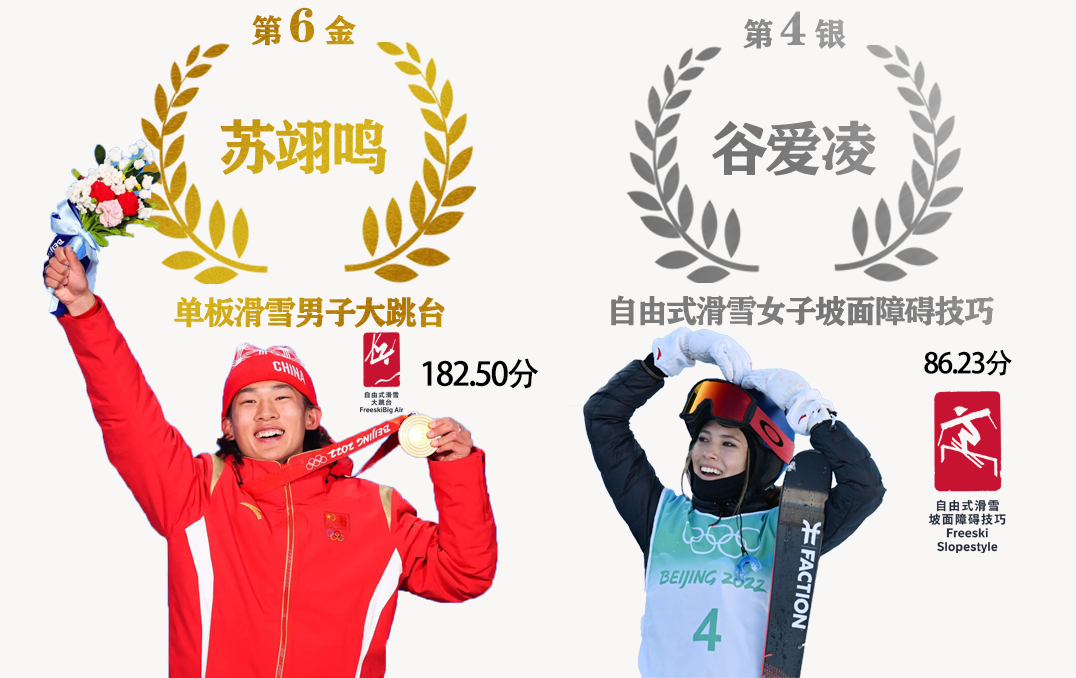 第6金
苏翊鸣
单板滑雪男子大跳台
182.50分
自由式滑雪
大跳台
FreeskiBig Air
CHINA
BEIJING 2022
第4银
谷爱凌
自由式滑雪女子坡面障碍技巧
86.23分
自由式滑雪
坡面障碍技巧
Freeski
Slopestyle
BEIJING 2022
4
FACTION